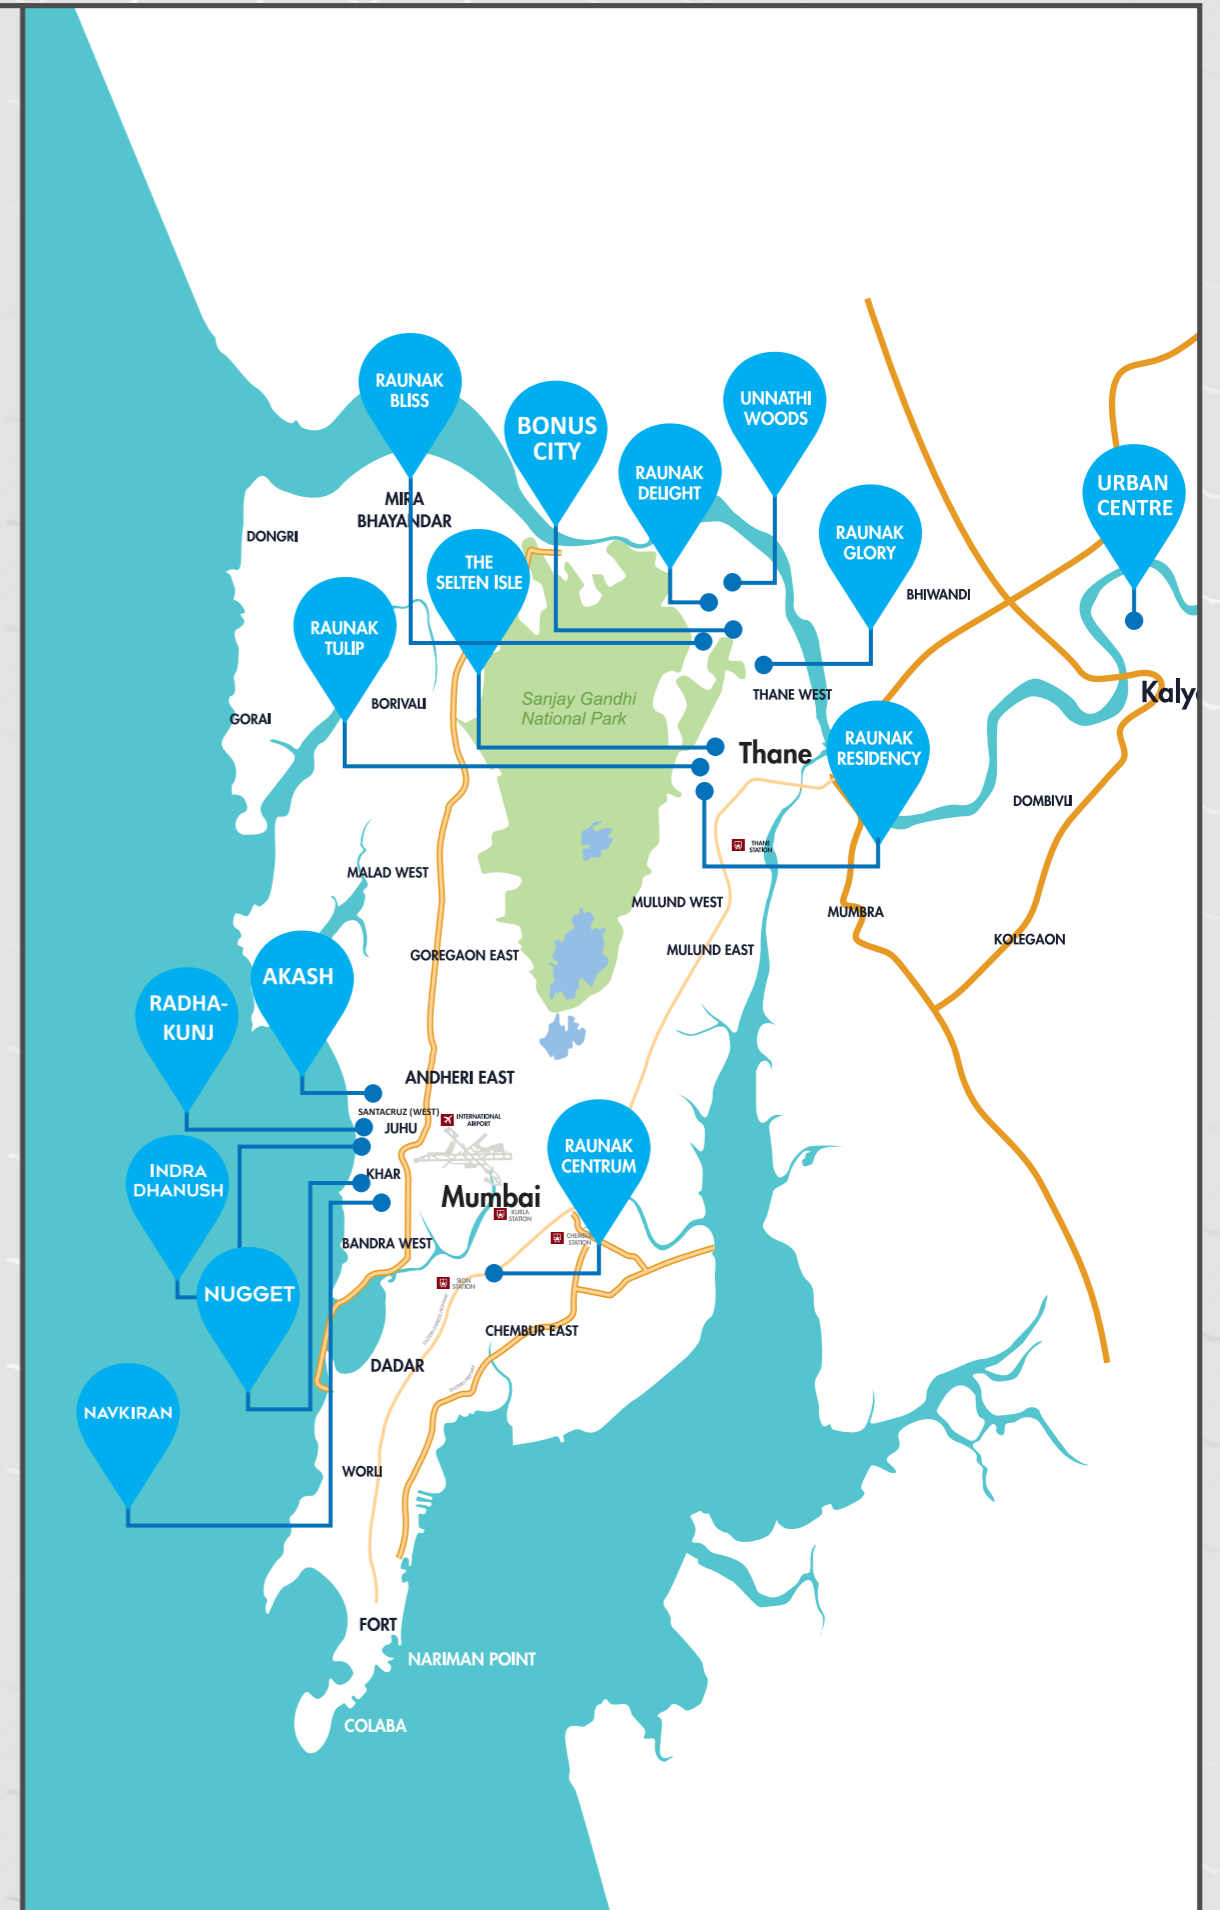 RAUNAK
BLISS
UNNATHI
WOODS
BONUS
CITY
RAUNAK
DELIGHT
URBAN
CENTRE
MIRA
BHAYANDAR
DONGRI
RAUNAK
GLORY
THE
SELTEN ISLE
BHIWANDI
RAUNAK
TULIP
Sanjay Gandhi
National Park
THANE WEST
Kaly
BORIVALI
GORAI
Thane
RAUNAK
RESIDENCY
DOMBIVLI
THANE
STATION
MALAD WEST
MULUND WEST
MUMBRA
KOLEGAON
MULUND EAST
GOREGAON EAST
AKASH
RADHA-
KUNJ
ANDHERI EAST
SANTACRUZ (WEST)
INTERNATIONAL
AIRPORT
JUHU
RAUNAK
CENTRUM
INDRA
DHANUSH
KHAR
Mumbai
KURLA
STATION
CHEMBUR
STATION
BANDRA WEST
SION
STATION
NUGGET
CHEMBUR EAST
DADAR
NAVKIRAN
WORLI
FORT
NARIMAN POINT
COLABA